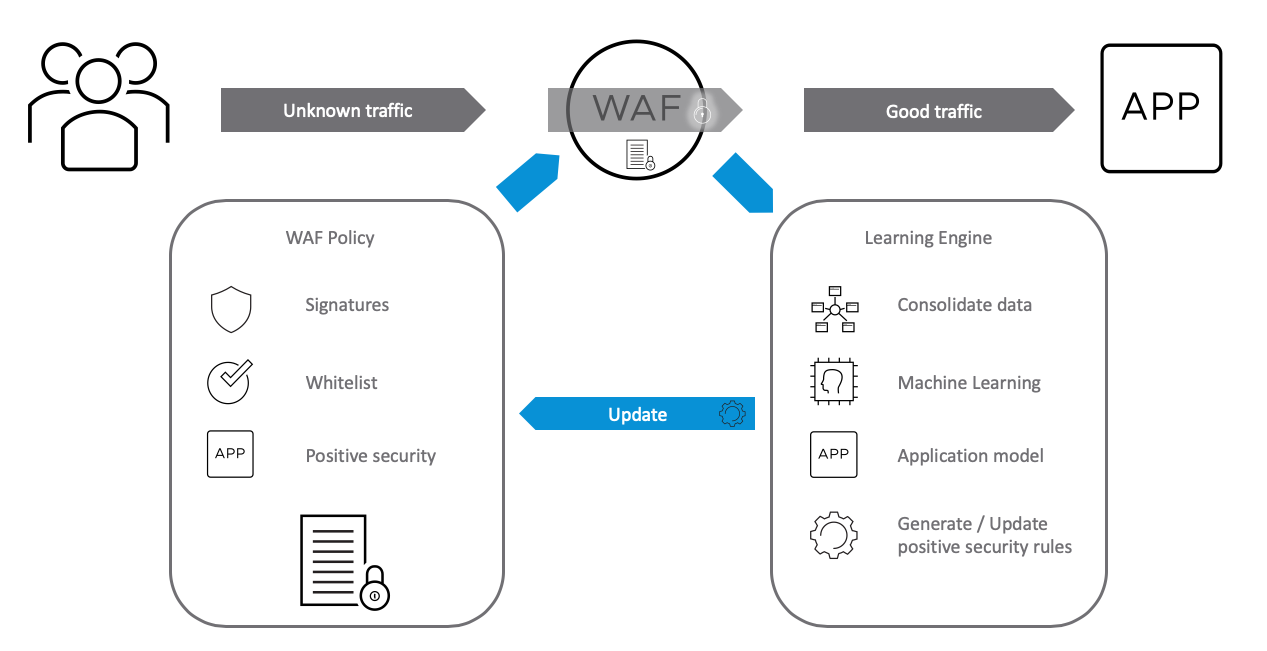 Unknown traffic
WAF
Good traffic
APP
WAF Policy
Signatures
Whitelist
APP
Positive security
Update
Learning Engine
Consolidate data
Machine Learning
APP
Application model
Generate / Update
positive security rules